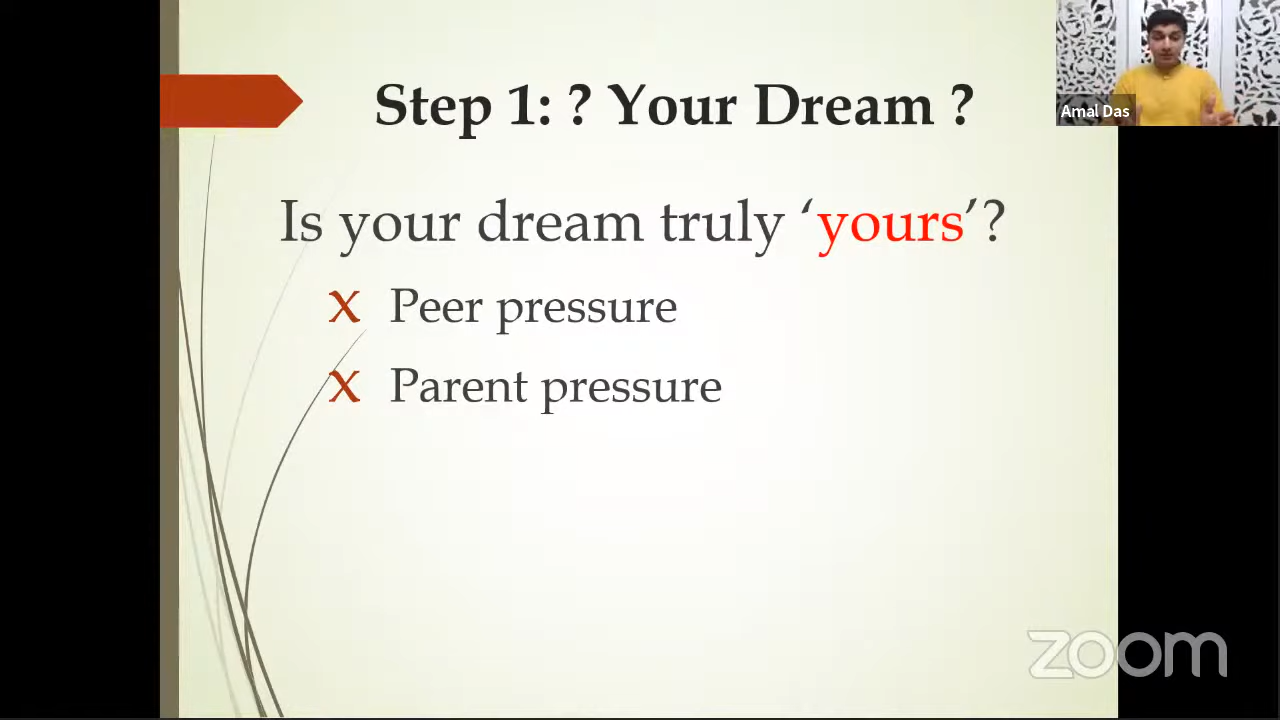 Step 1: ? Your Dream ?
Amal Das
Is your dream truly ‘yours’?
X Peer pressure
X Parent pressure
zoom